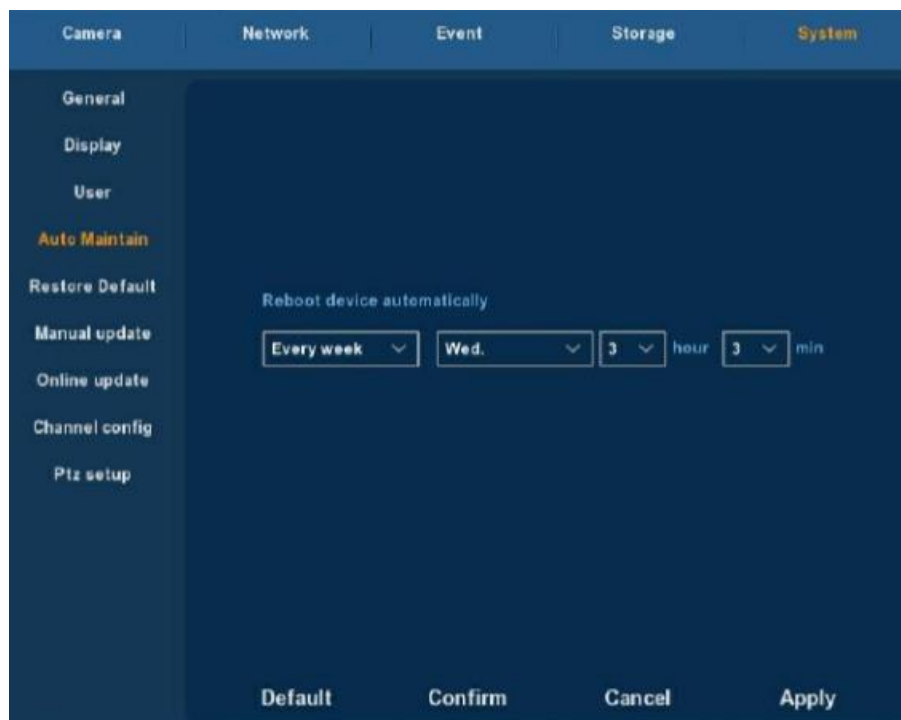 Camera Network Event Storage System
General
Display
User
Auto Maintain
Restore Default
Manual update
Online update
Channel config
Ptz setup
Reboot device automatically
Every week Wed. 3 hour 3 min
Default Confirm Cancel Apply